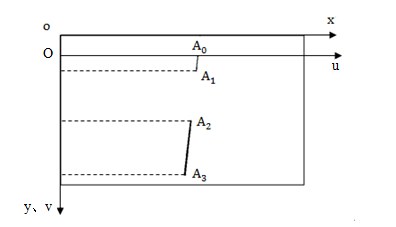 o x
O A₀ u
A₁
A₂
A₃
y、v